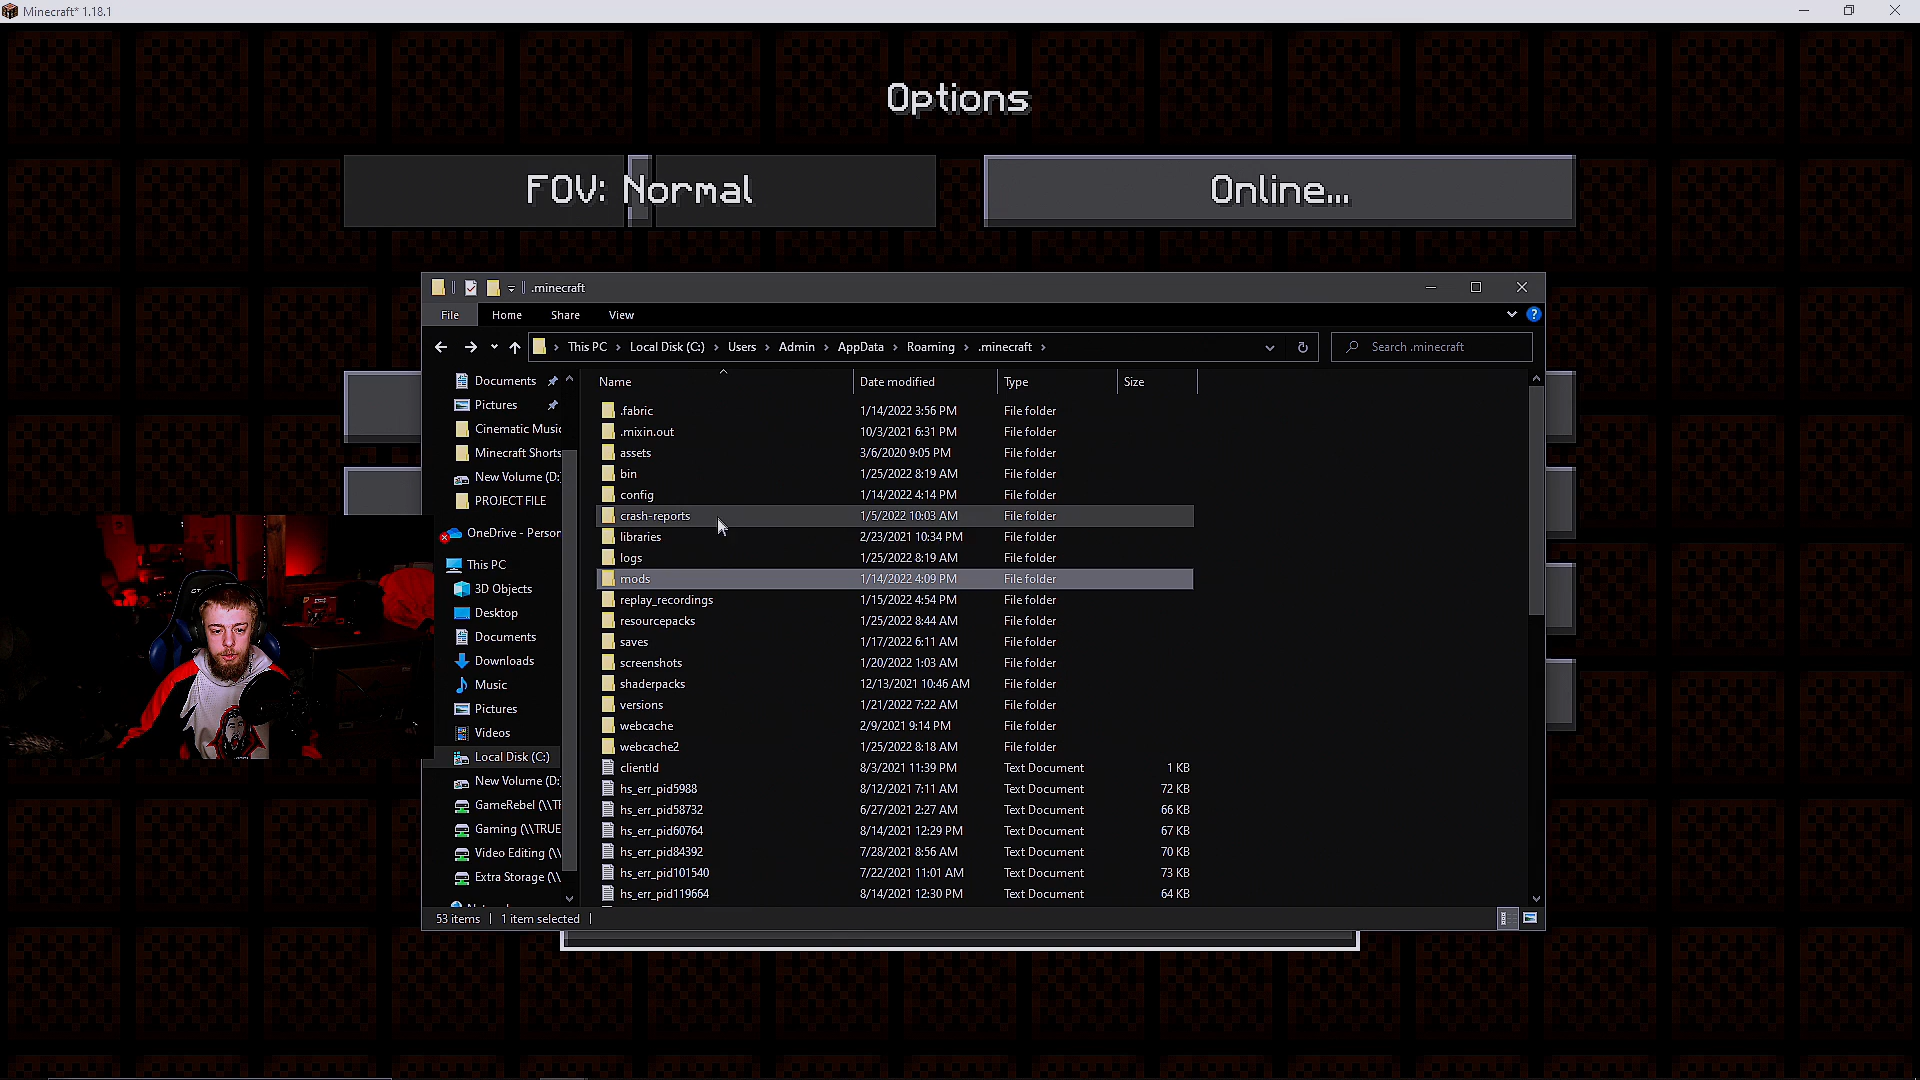 Minecraft* 1.18.1
Options
FOV: Normal
Online...
.minecraft
File Home Share View
This PC > Local Disk (C:) > Users > Admin > AppData > Roaming > .minecraft >
Search .minecraft
Name Date modified Type Size
Documents
Pictures
Cinematic Music
Minecraft Shorts
New Volume (D:
PROJECT FILE
OneDrive - Person
This PC
3D Objects
Desktop
Documents
Downloads
Music
Pictures
Videos
Local Disk (C:)
New Volume (D:
GameRebel (\\TR
Gaming (\\TRUE
Video Editing (\\
Extra Storage (\\
.fabric 1/14/2022 3:56 PM File folder
.mixin.out 10/3/2021 6:31 PM File folder
assets 3/6/2020 9:05 PM File folder
bin 1/25/2022 8:19 AM File folder
config 1/14/2022 4:14 PM File folder
crash-reports 1/5/2022 10:03 AM File folder
libraries 2/23/2021 10:34 PM File folder
logs 1/25/2022 8:19 AM File folder
mods 1/14/2022 4:09 PM File folder
replay_recordings 1/15/2022 4:54 PM File folder
resourcepacks 1/25/2022 8:44 AM File folder
saves 1/17/2022 6:11 AM File folder
screenshots 1/20/2022 1:03 AM File folder
shaderpacks 12/13/2021 10:46 AM File folder
versions 1/21/2022 7:22 AM File folder
webcache 2/9/2021 9:14 PM File folder
webcache2 1/25/2022 8:18 AM File folder
clientId 8/3/2021 11:39 PM Text Document 1 KB
hs_err_pid5988 8/12/2021 7:11 AM Text Document 72 KB
hs_err_pid58732 6/27/2021 2:27 AM Text Document 66 KB
hs_err_pid60764 8/14/2021 12:29 PM Text Document 67 KB
hs_err_pid84392 7/28/2021 8:56 AM Text Document 70 KB
hs_err_pid101540 7/22/2021 11:01 AM Text Document 73 KB
hs_err_pid119664 8/14/2021 12:30 PM Text Document 64 KB
53 items 1 item selected